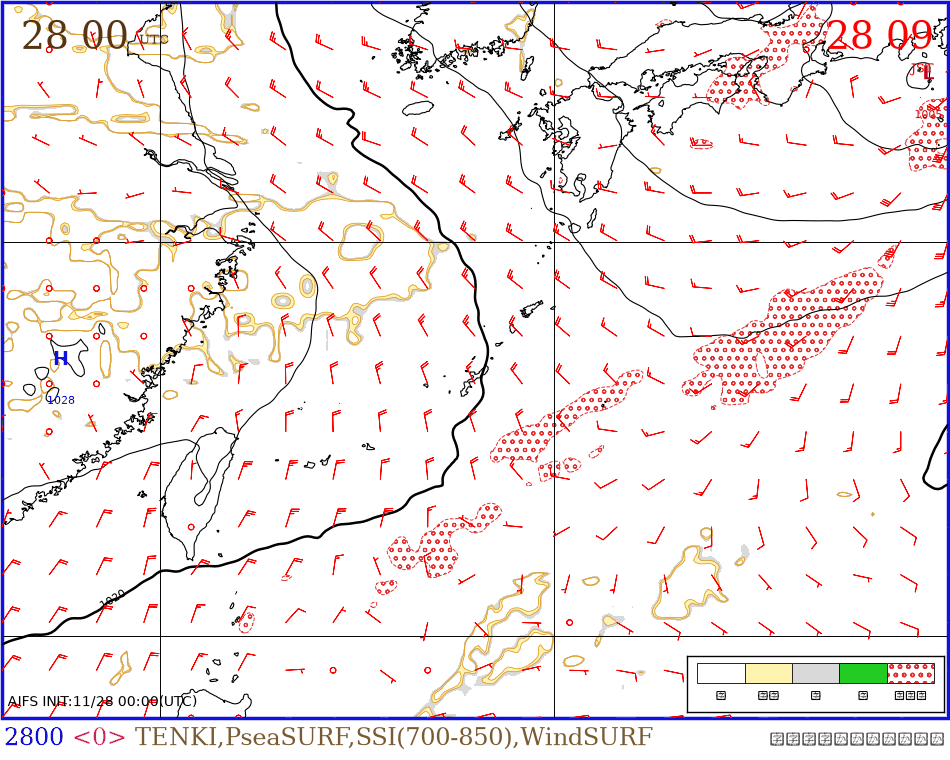 28 00 UTC
28 09
JST
L
H
1028
1020
AIFS INIT:11/28 00:00(UTC)
2800 <0> TENKI,PseaSURF,SSI(700-850),WindSURF